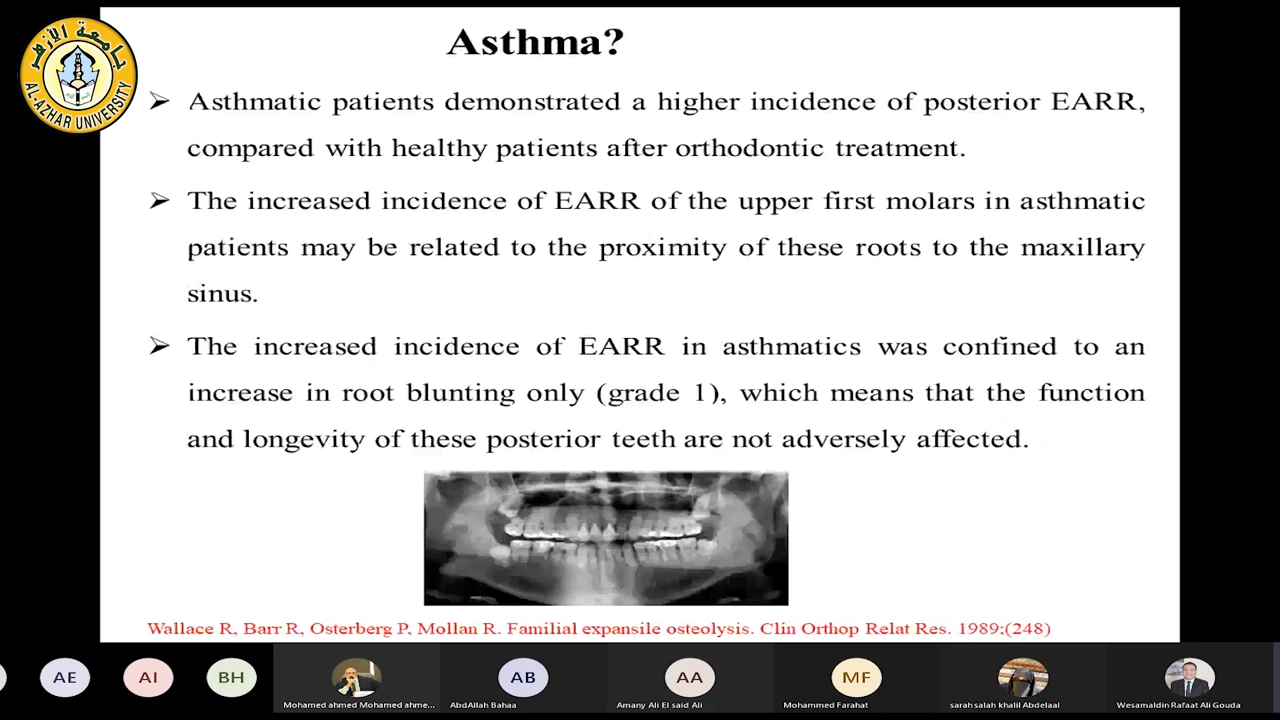 Asthma?
جامعة الأزهر
AL-AZHAR UNIVERSITY
➢ Asthmatic patients demonstrated a higher incidence of posterior EARR,
compared with healthy patients after orthodontic treatment.
➢ The increased incidence of EARR of the upper first molars in asthmatic
patients may be related to the proximity of these roots to the maxillary
sinus.
➢ The increased incidence of EARR in asthmatics was confined to an
increase in root blunting only (grade 1), which means that the function
and longevity of these posterior teeth are not adversely affected.
Wallace R, Barr R, Osterberg P, Mollan R. Familial expansile osteolysis. Clin Orthop Relat Res. 1989;(248)
AE AI BH AB AA MF
Mohamed ahmed Mohamed ahme... AbdAllah Bahaa Amany Ali El said Ali Mohammed Farahat sarah salah khalil Abdelaal Wesamaldin Rafaat Ali Gouda